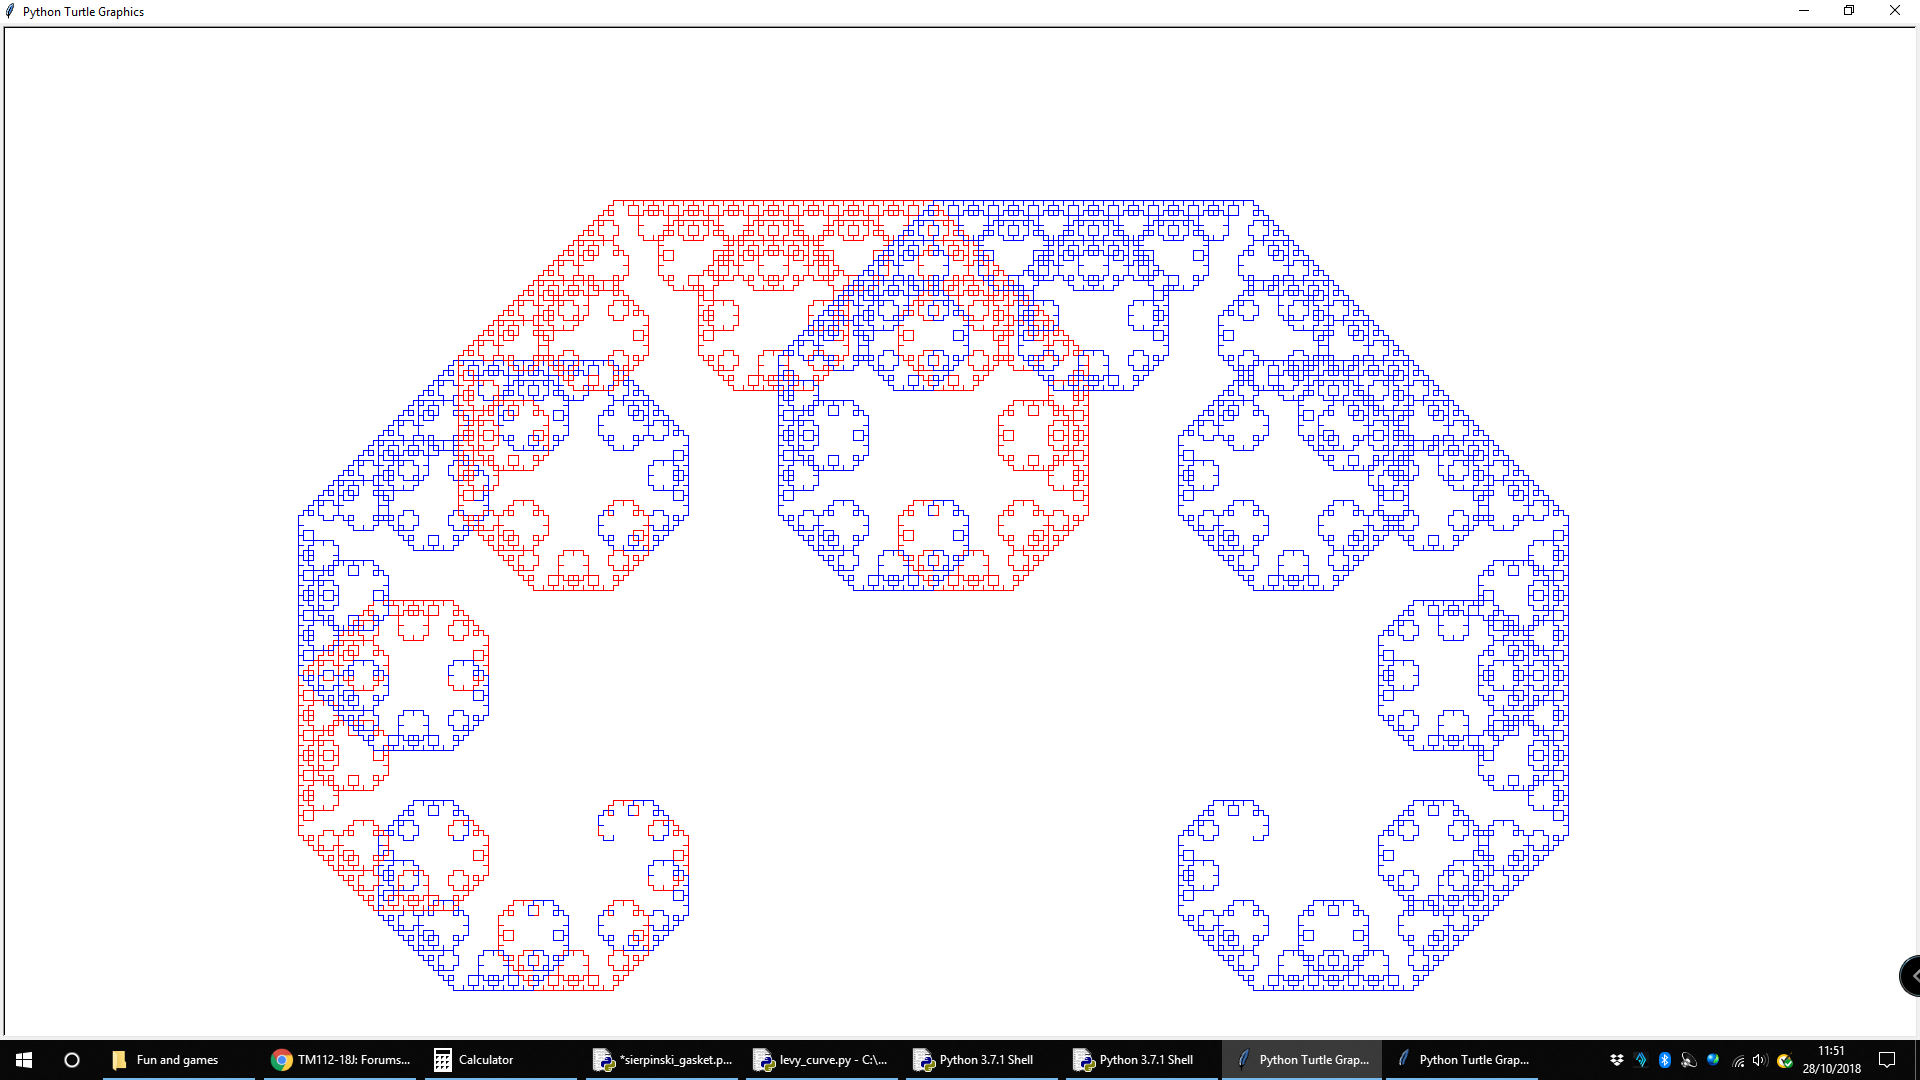 Python Turtle Graphics
Fun and games
TM112-18J: Forums...
Calculator
*sierpinski_gasket.p...
levy_curve.py - C:\...
Python 3.7.1 Shell
Python 3.7.1 Shell
Python Turtle Grap...
Python Turtle Grap...
11:51
28/10/2018